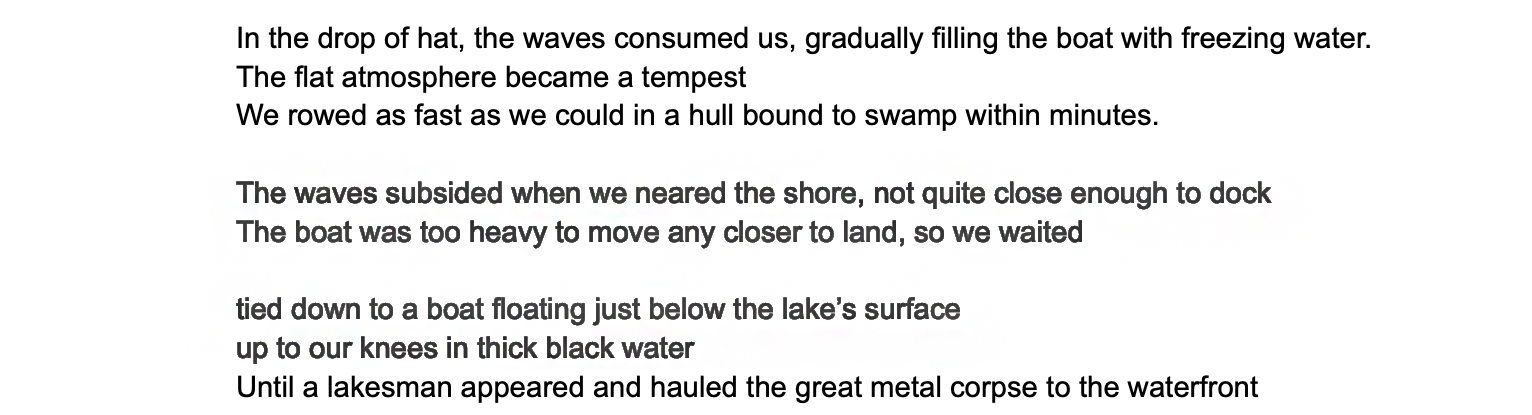 In the drop of hat, the waves consumed us, gradually filling the boat with freezing water.
The flat atmosphere became a tempest
We rowed as fast as we could in a hull bound to swamp within minutes.
The waves subsided when we neared the shore, not quite close enough to dock
The boat was too heavy to move any closer to land, so we waited
tied down to a boat floating just below the lake’s surface
up to our knees in thick black water
Until a lakesman appeared and hauled the great metal corpse to the waterfront